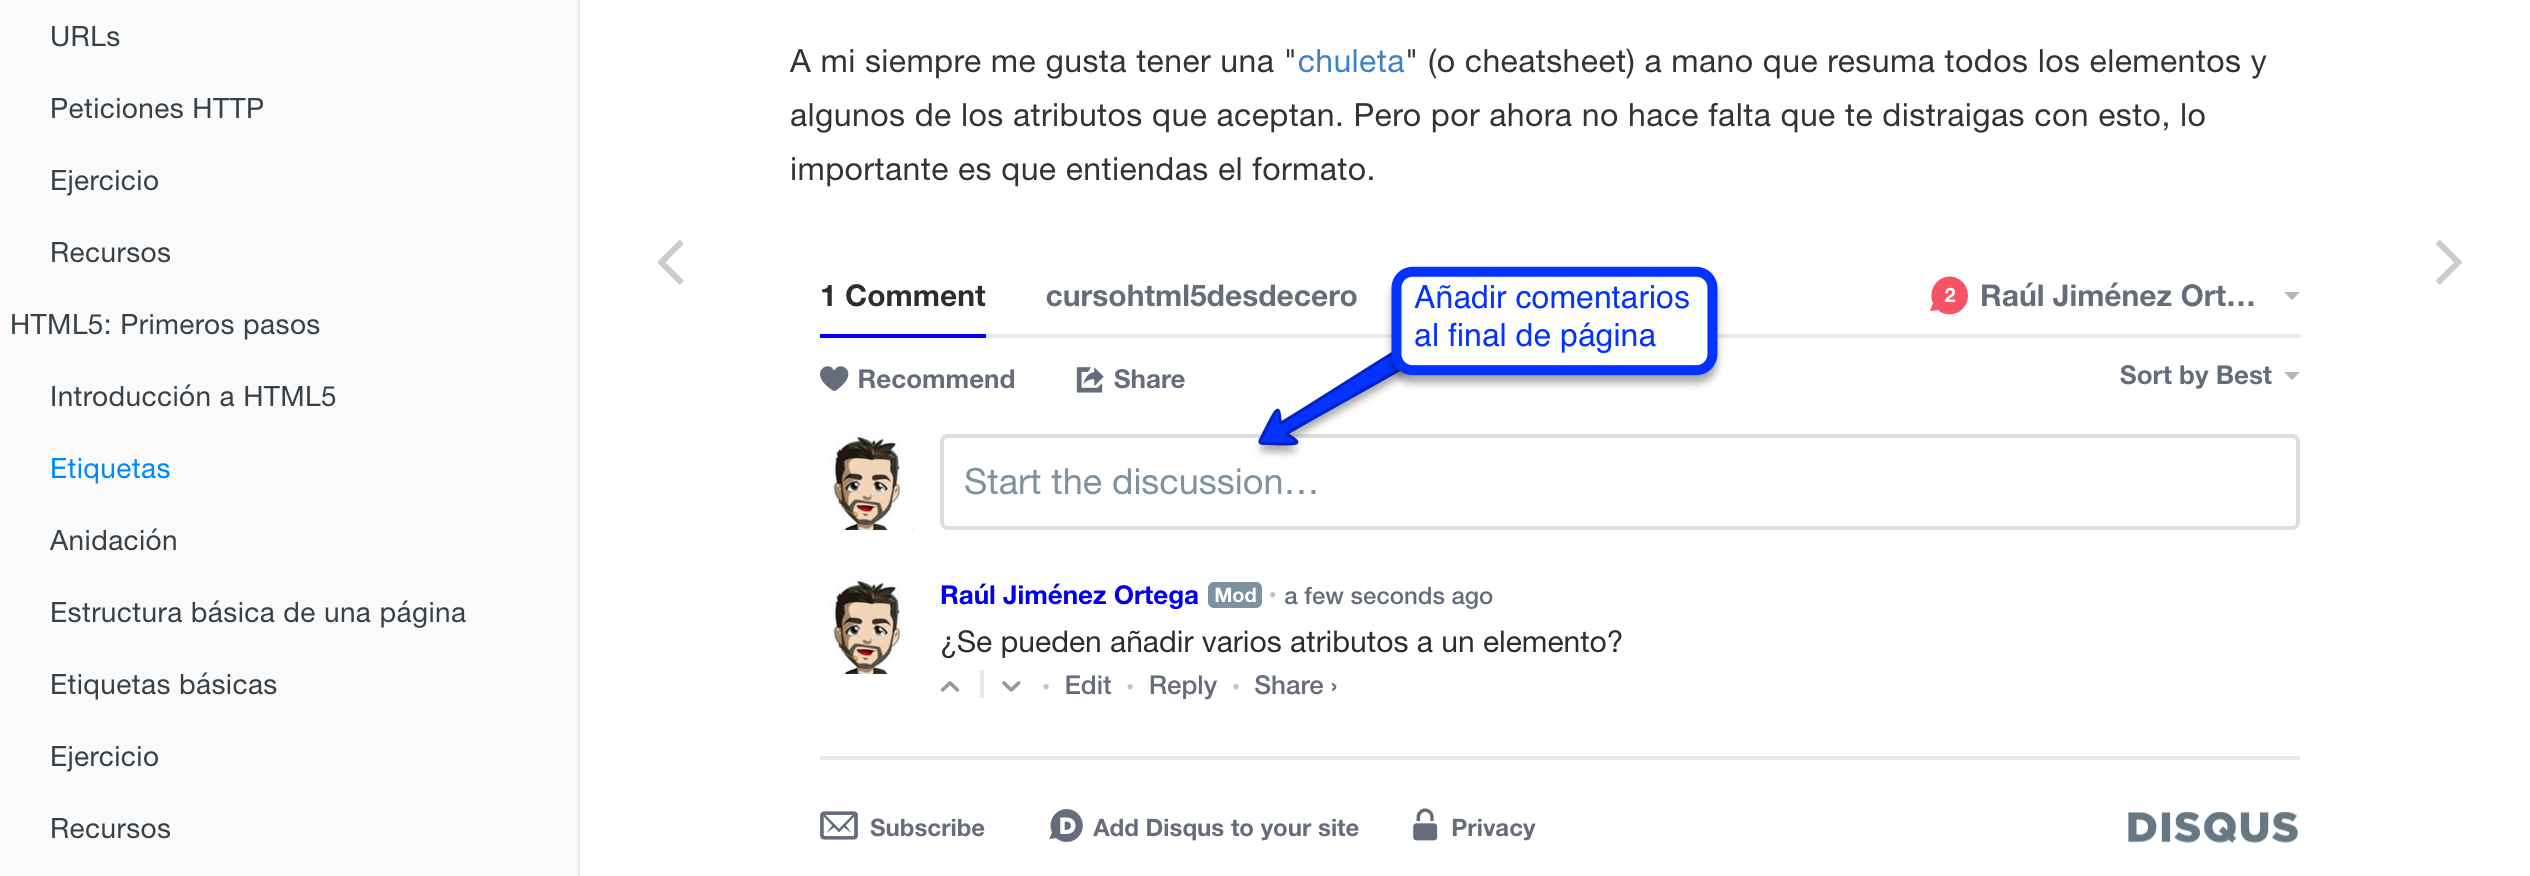 URLs
Peticiones HTTP
Ejercicio
Recursos
HTML5: Primeros pasos
Introducción a HTML5
Etiquetas
Anidación
Estructura básica de una página
Etiquetas básicas
Ejercicio
Recursos
A mi siempre me gusta tener una "chuleta" (o cheatsheet) a mano que resuma todos los elementos y
algunos de los atributos que aceptan. Pero por ahora no hace falta que te distraigas con esto, lo
importante es que entiendas el formato.
1 Comment cursohtml5desdecero
Añadir comentarios
al final de página
2 Raúl Jiménez Ort...
Recommend Share Sort by Best
Start the discussion...
Raúl Jiménez Ortega Mod • a few seconds ago
¿Se pueden añadir varios atributos a un elemento?
• Edit • Reply • Share ›
Subscribe D Add Disqus to your site Privacy DISQUS